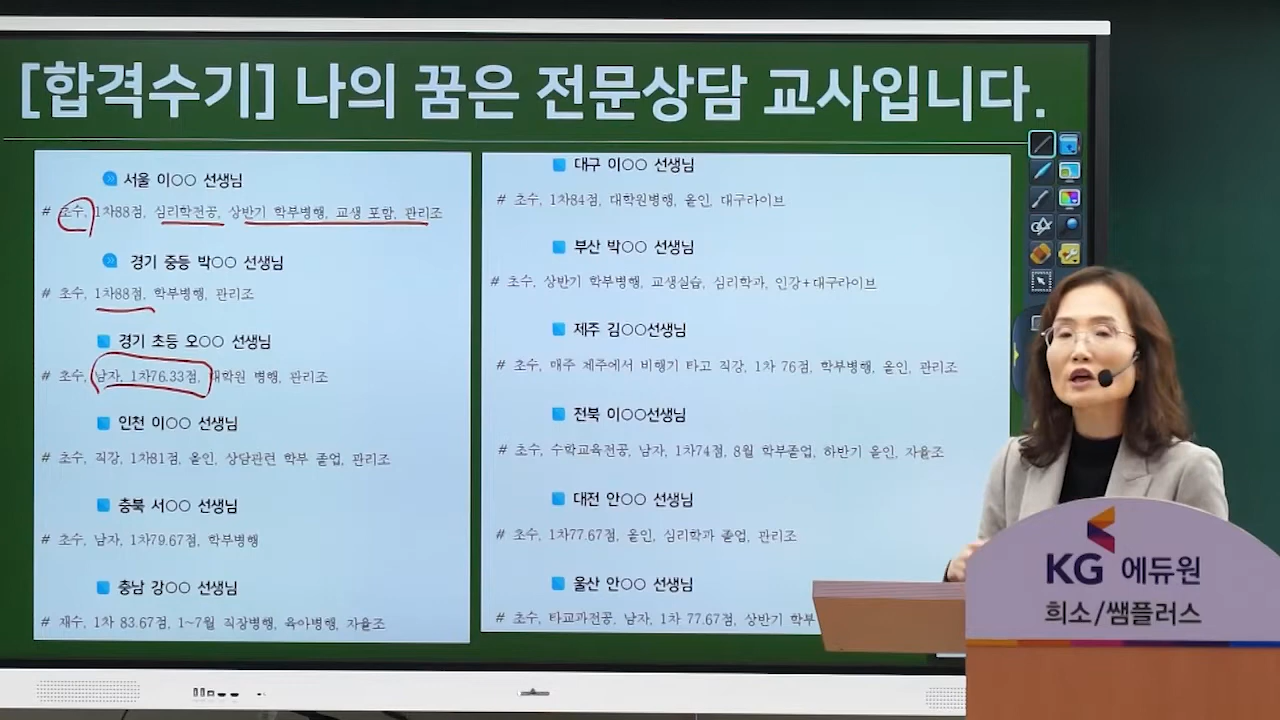 [합격수기] 나의 꿈은 전문상담 교사입니다.
서울 이○○ 선생님
# 초수, 1차88점, 심리학전공, 상반기 학부병행, 교생 포함, 관리조
경기 중등 박○○ 선생님
# 초수, 1차88점, 학부병행, 관리조
경기 초등 오○○ 선생님
# 초수, 남자, 1차76.33점, 대학원 병행, 관리조
인천 이○○ 선생님
# 초수, 직강, 1차81점, 올인, 상담관련 학부 졸업, 관리조
충북 서○○ 선생님
# 초수, 남자, 1차79.67점, 학부병행
충남 강○○ 선생님
# 재수, 1차 83.67점, 1~7월 직장병행, 육아병행, 자율조
대구 이○○ 선생님
# 초수, 1차84점, 대학원병행, 올인, 대구라이브
부산 박○○ 선생님
# 초수, 상반기 학부병행, 교생실습, 심리학과, 인강+대구라이브
제주 김○○선생님
# 초수, 매주 제주에서 비행기 타고 직강, 1차 76점, 학부병행, 올인, 관리조
전북 이○○선생님
# 초수, 수학교육전공, 남자, 1차74점, 8월 학부졸업, 하반기 올인, 자율조
대전 안○○ 선생님
# 초수, 1차77.67점, 올인, 심리학과 졸업, 관리조
울산 안○○ 선생님
# 초수, 타교과전공, 남자, 1차 77.67점, 상반기 학부
KG 에듀원
희소/쌤플러스